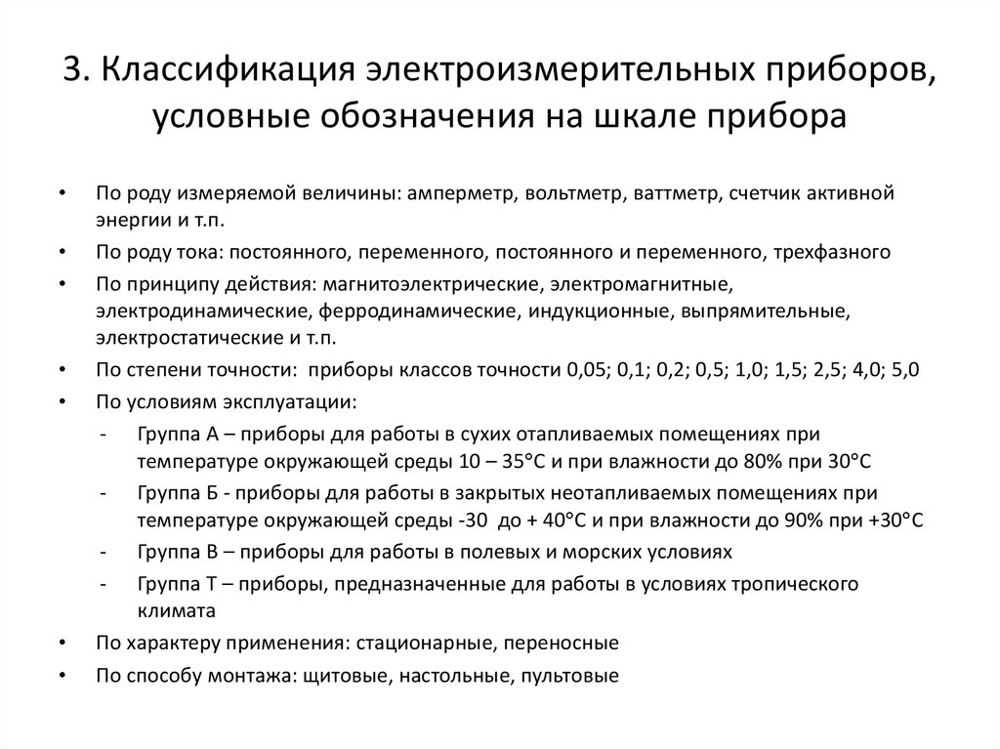 3. Классификация электроизмерительных приборов,
условные обозначения на шкале прибора
• По роду измеряемой величины: амперметр, вольтметр, ваттметр, счетчик активной
энергии и т.п.
• По роду тока: постоянного, переменного, постоянного и переменного, трехфазного
• По принципу действия: магнитоэлектрические, электромагнитные,
электродинамические, ферродинамические, индукционные, выпрямительные,
электростатические и т.п.
• По степени точности:  приборы классов точности 0,05; 0,1; 0,2; 0,5; 1,0; 1,5; 2,5; 4,0; 5,0
• По условиям эксплуатации:
- Группа А – приборы для работы в сухих отапливаемых помещениях при
температуре окружающей среды 10 – 35°С и при влажности до 80% при 30°С
- Группа Б - приборы для работы в закрытых неотапливаемых помещениях при
температуре окружающей среды -30  до + 40°С и при влажности до 90% при +30°С
- Группа В – приборы для работы в полевых и морских условиях
- Группа Т – приборы, предназначенные для работы в условиях тропического
климата
• По характеру применения: стационарные, переносные
• По способу монтажа: щитовые, настольные, пультовые